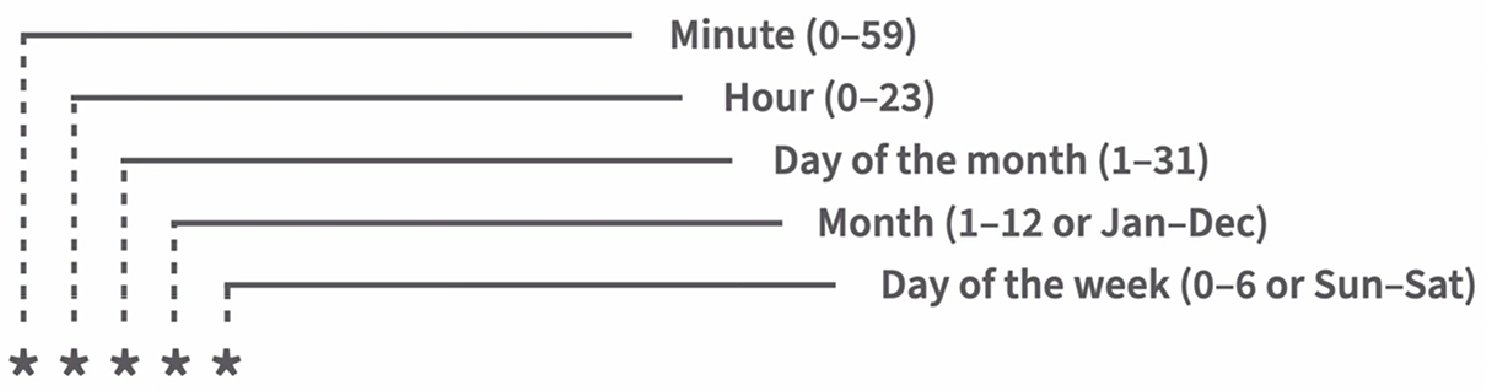 Minute (0–59)
Hour (0–23)
Day of the month (1–31)
Month (1–12 or Jan–Dec)
Day of the week (0–6 or Sun–Sat)
* * * * *